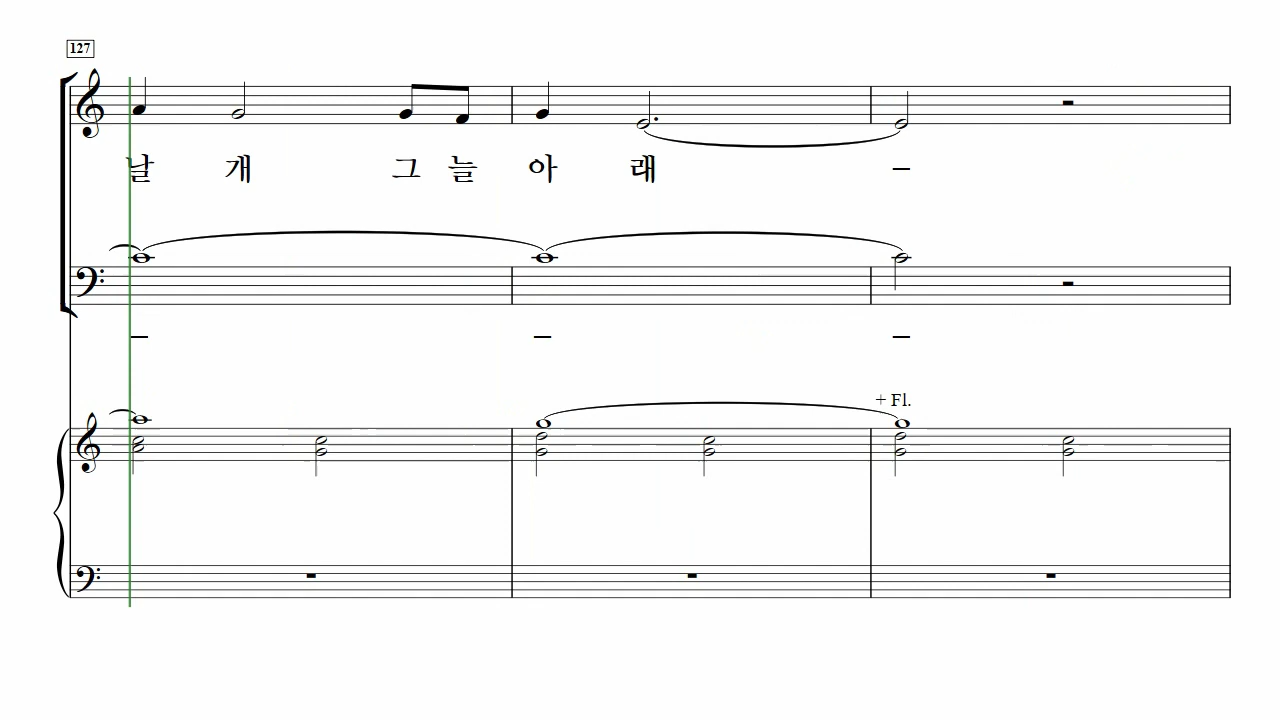 127
날 개 그 늘 아 래 –
– – –
+ Fl.